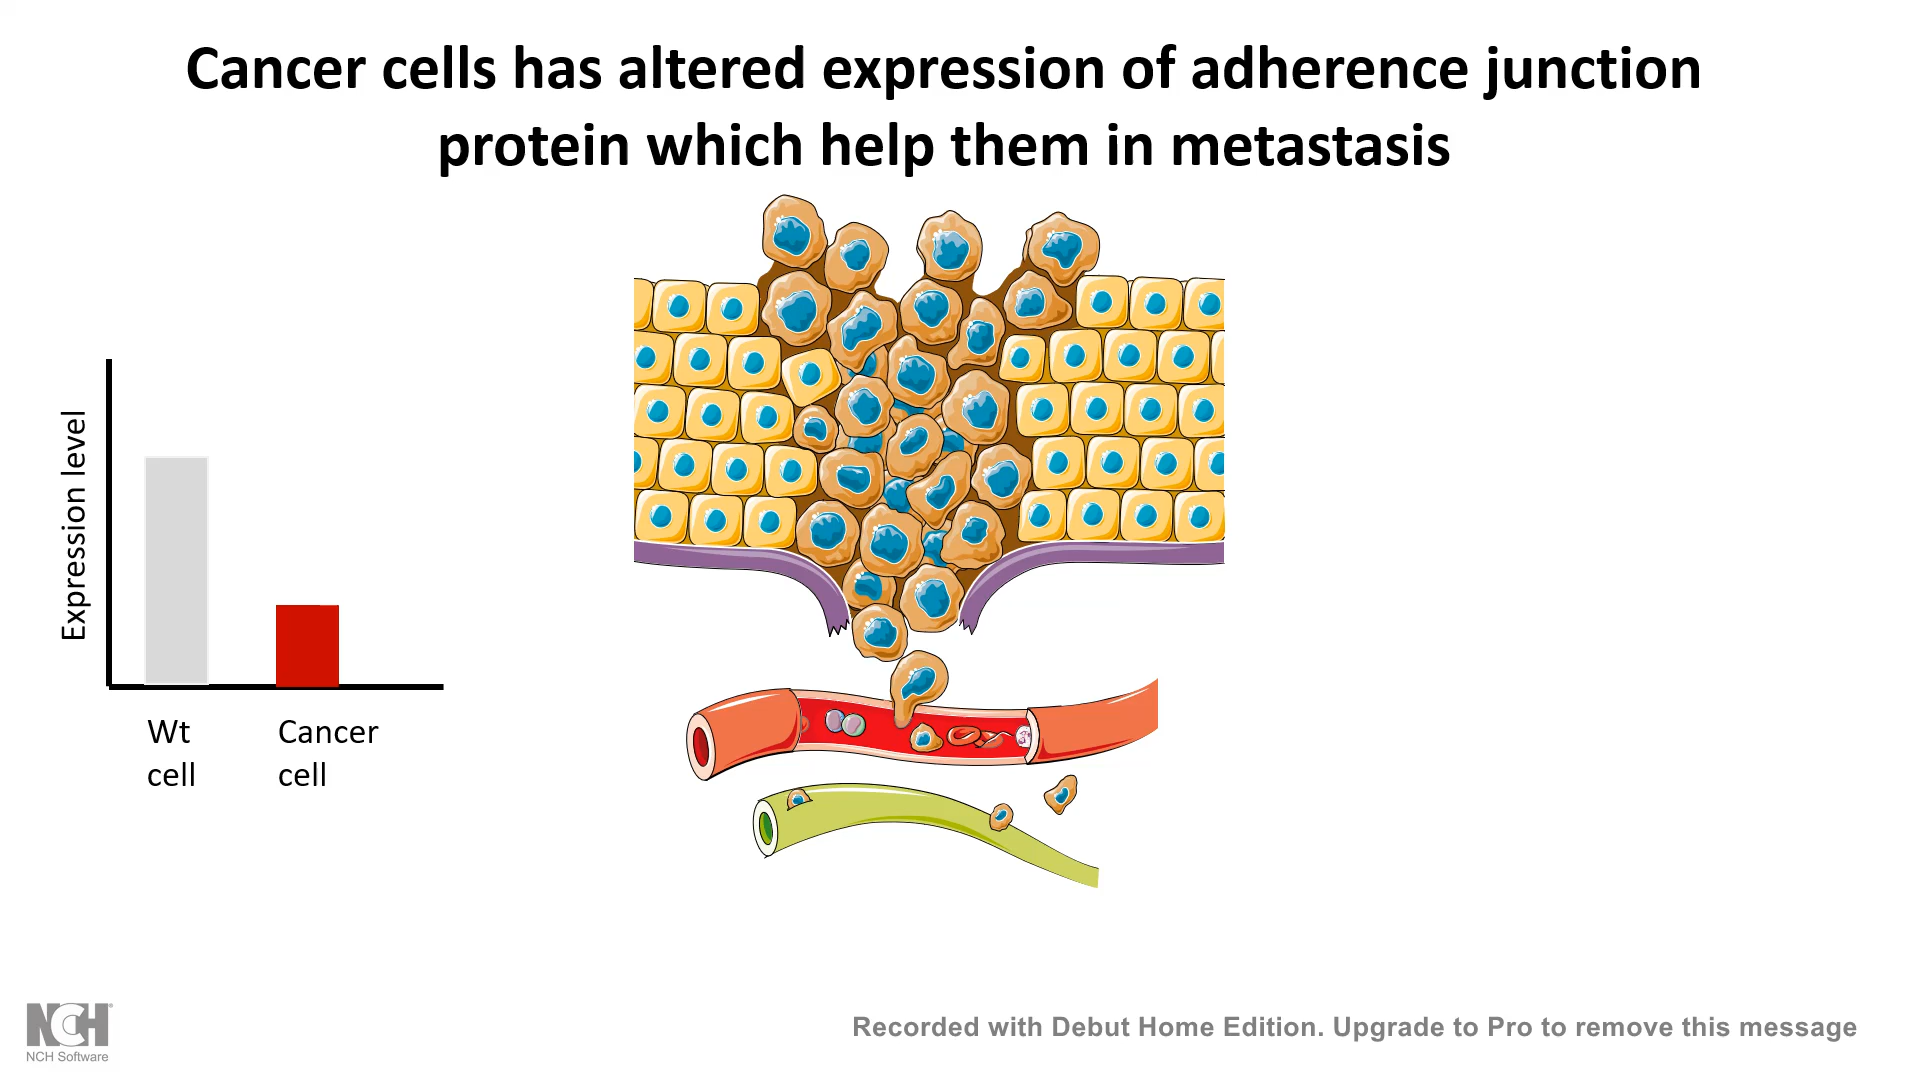 Cancer cells has altered expression of adherence junction
protein which help them in metastasis
Expression level
Wt
cell
Cancer
cell
NCH
NCH Software
Recorded with Debut Home Edition. Upgrade to Pro to remove this message